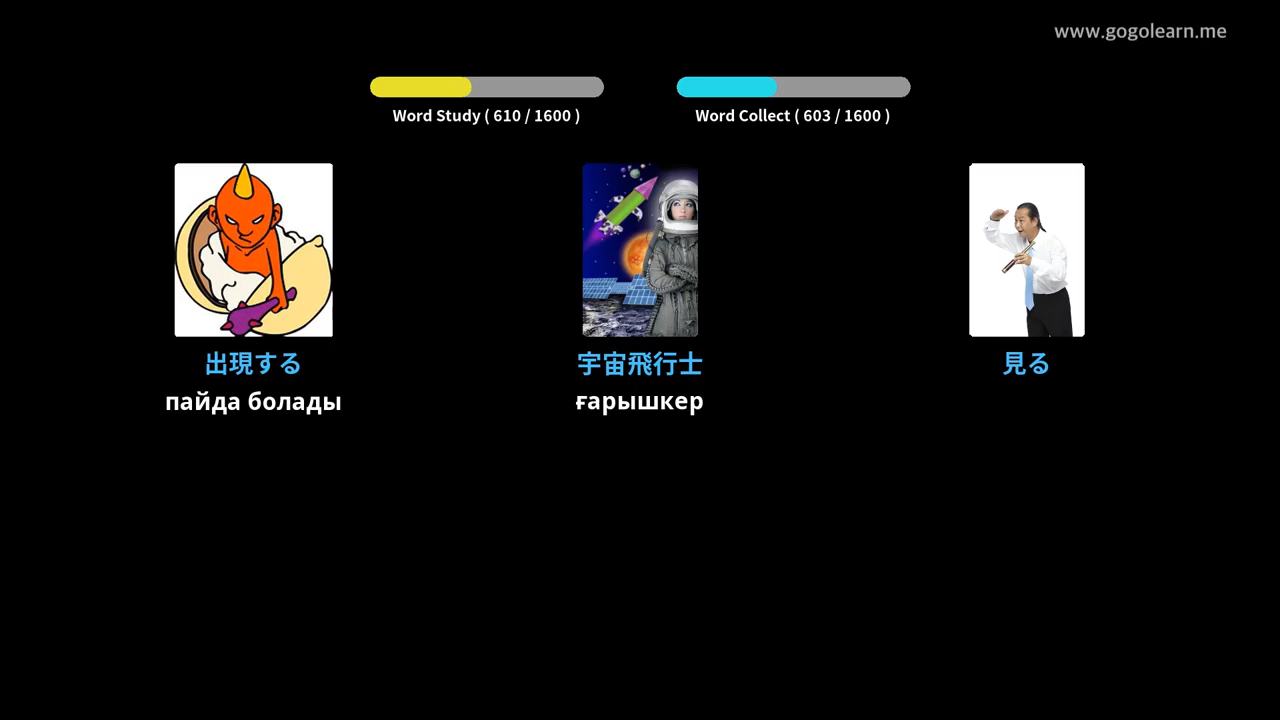 www.gogolearn.me
Word Study ( 610 / 1600 )
Word Collect ( 603 / 1600 )
出現する
宇宙飛行士
見る
пайда болады
ғарышкер